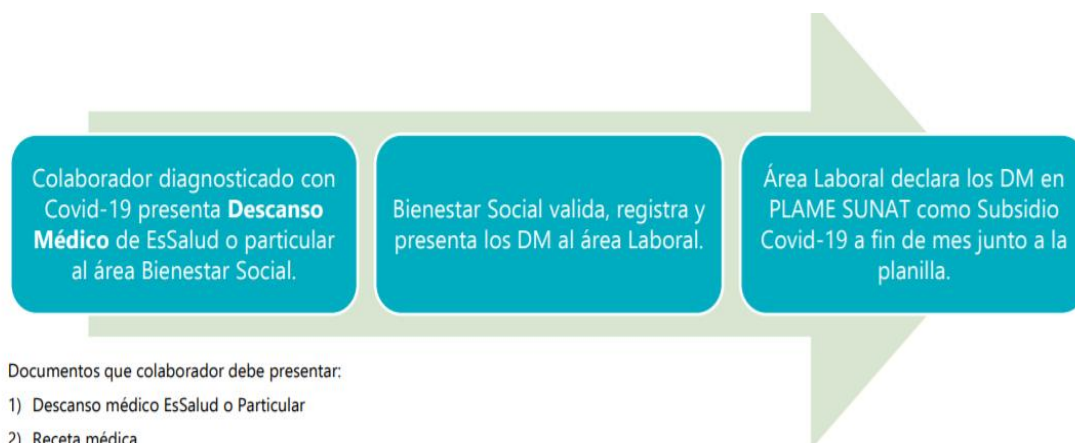 Colaborador diagnosticado con
Covid-19 presenta Descanso
Médico de EsSalud o particular
al área Bienestar Social.
Bienestar Social valida, registra y
presenta los DM al área Laboral.
Área Laboral declara los DM en
PLAME SUNAT como Subsidio
Covid-19 a fin de mes junto a la
planilla.
Documentos que colaborador debe presentar:
1) Descanso médico EsSalud o Particular
2) Receta médica